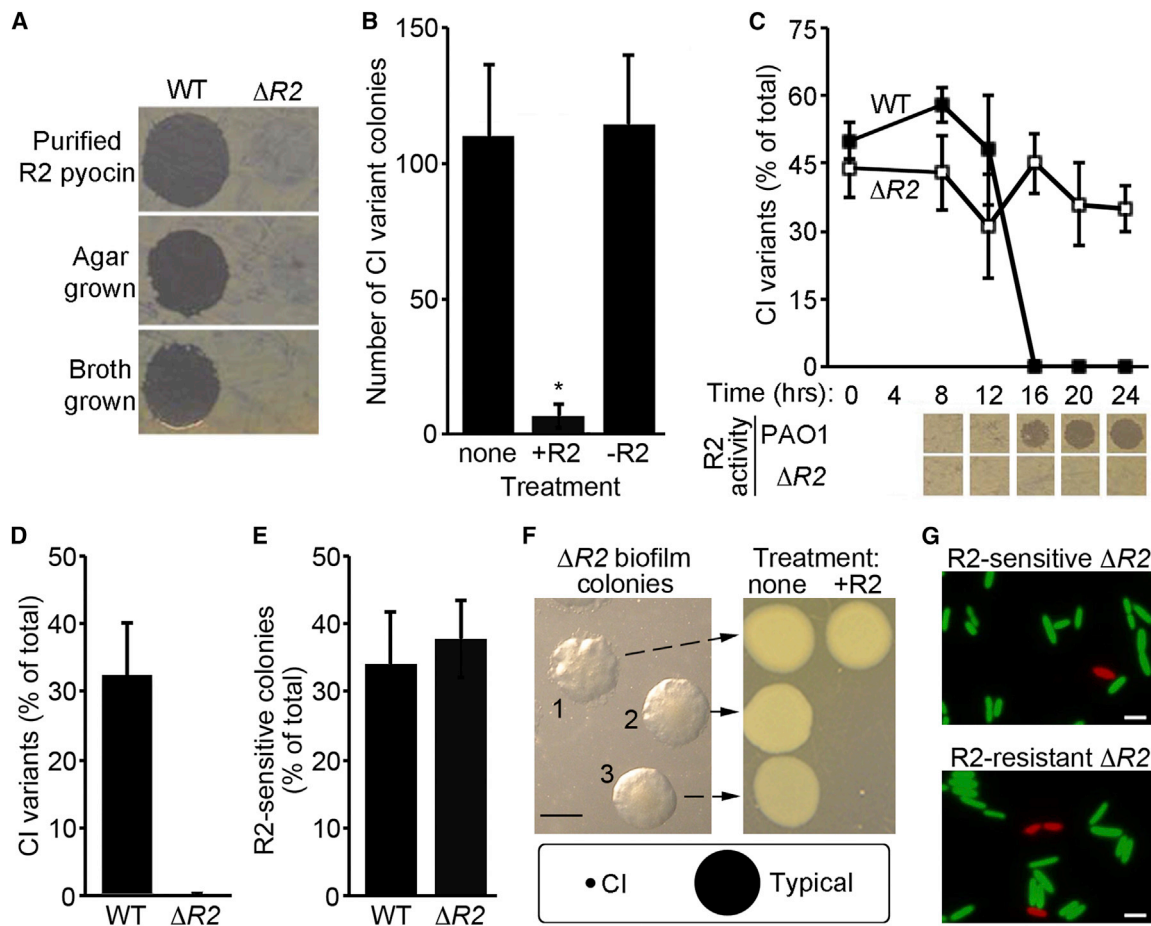 A
WT ΔR2
Purified
R2 pyocin
Agar
grown
Broth
grown
B
Number of CI variant colonies
150
100
50
0
*
none +R2 -R2
Treatment
C
CI variants (% of total)
75
60
45
30
15
0
WT
ΔR2
Time (hrs): 0 4 8 12 16 20 24
R2
activity
PAO1
ΔR2
D
CI variants (% of total)
50
40
30
20
10
0
WT ΔR2
E
R2-sensitive colonies
(% of total)
50
40
30
20
10
0
WT ΔR2
F
ΔR2 biofilm
colonies
Treatment:
none +R2
1
2
3
CI Typical
G
R2-sensitive ΔR2
R2-resistant ΔR2